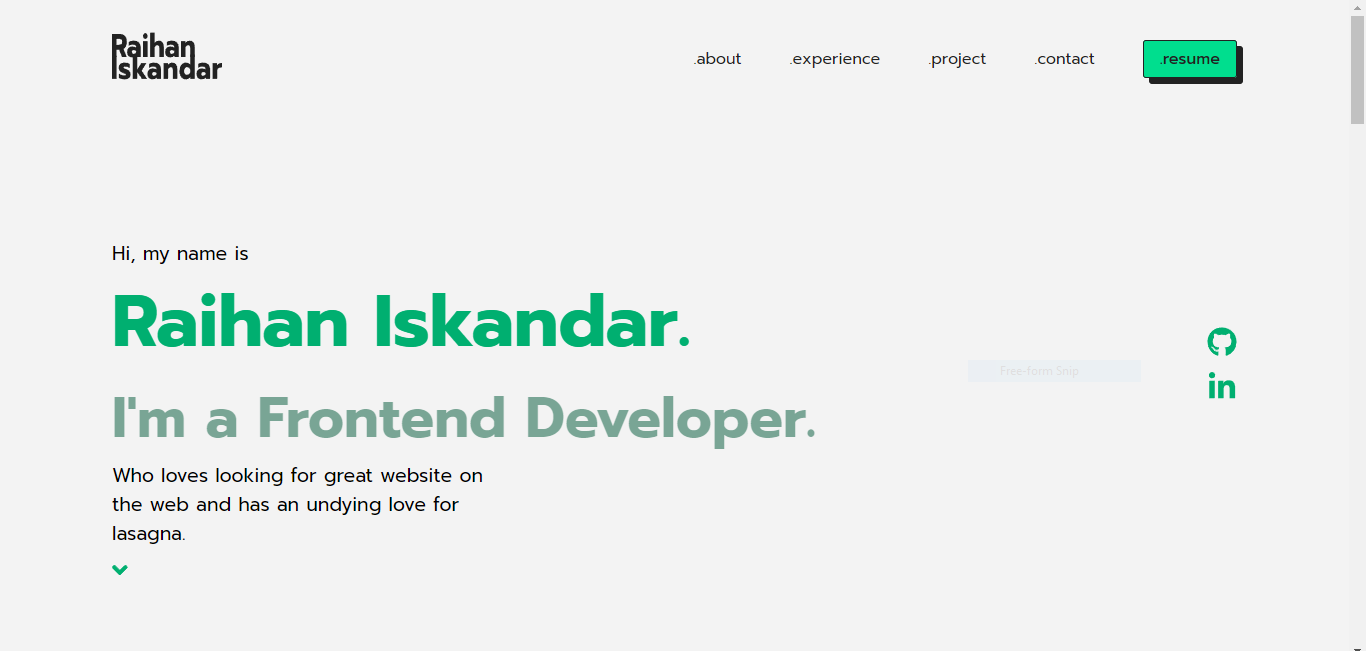 Raihan
Iskandar
.about
.experience
.project
.contact
.resume
Hi, my name is
Raihan Iskandar.
Free-form Snip
I'm a Frontend Developer.
Who loves looking for great website on
the web and has an undying love for
lasagna.